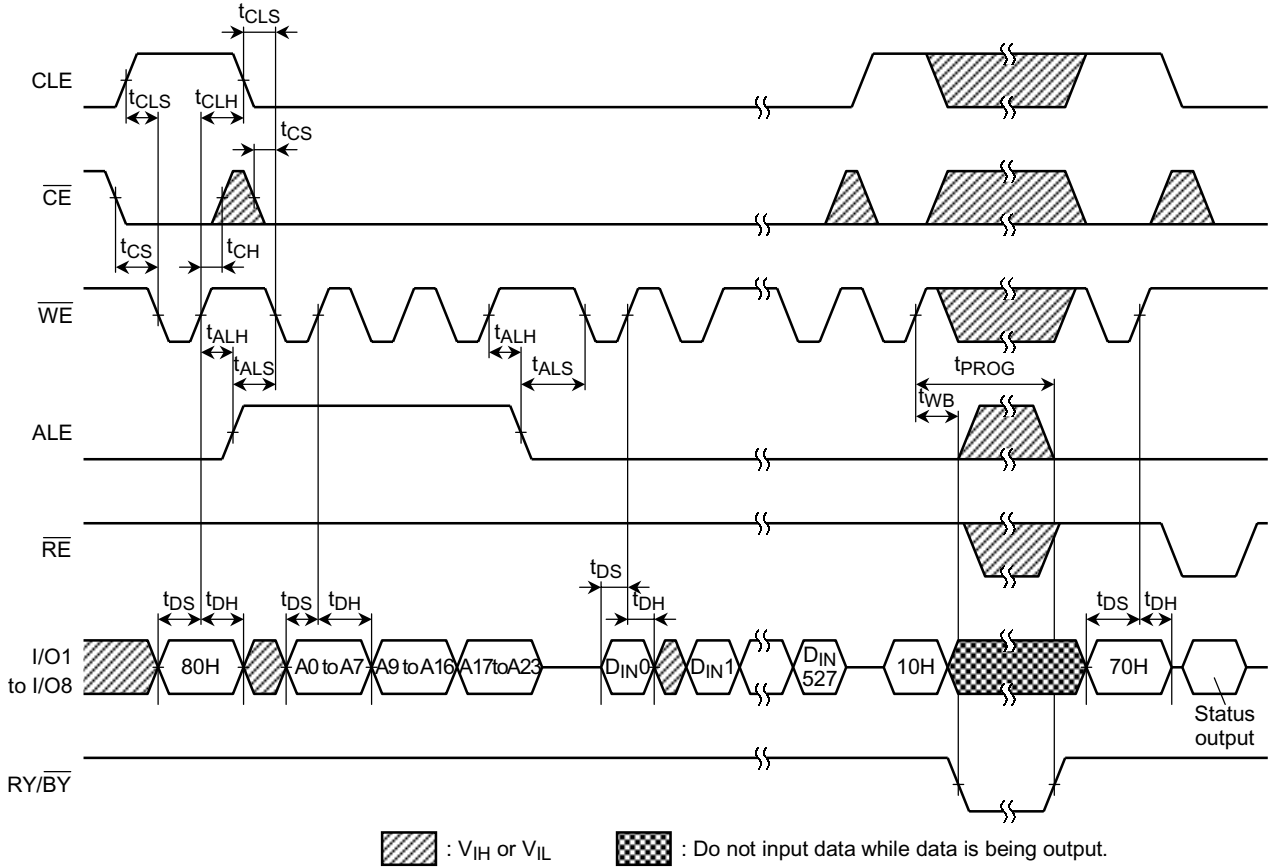 tCLS
CLE
tCLS
tCLH
tCS
CE
tCS
tCH
WE
tALH
tALS
tALH
tALS
tPROG
tWB
ALE
RE
tDS
tDH
tDS
tDH
tDS
tDH
tDS
tDH
I/O1
to I/O8
80H
A0 to A7
A9 to A16
A17 to A23
DIN0
DIN1
DIN
527
10H
70H
Status
output
RY/BY
: VIH or VIL
: Do not input data while data is being output.